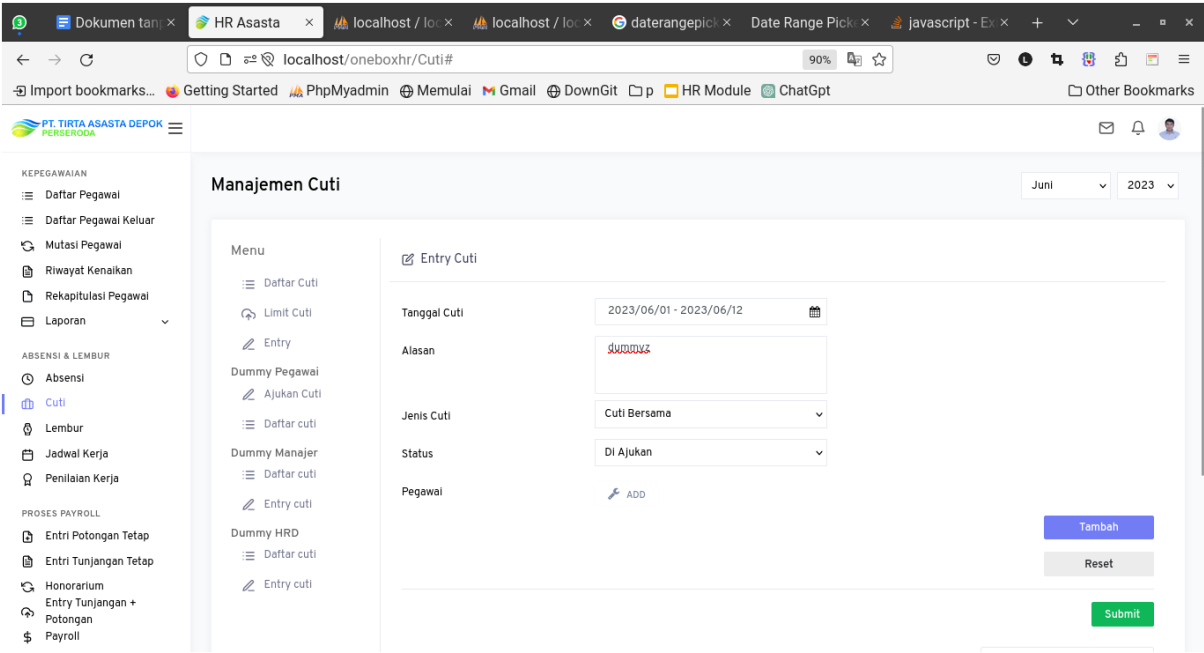 Dokumen tanp
HR Asasta
localhost / loc
localhost / loc
daterangepick
Date Range Picke
javascript - Ex
localhost/oneboxhr/Cuti#
90%
Import bookmarks... Getting Started PhpMyadmin Memulai Gmail DownGit p HR Module ChatGpt Other Bookmarks
PT. TIRTA ASASTA DEPOK
PERSERODA
KEPEGAWAIAN
Daftar Pegawai
Daftar Pegawai Keluar
Mutasi Pegawai
Riwayat Kenaikan
Rekapitulasi Pegawai
Laporan
ABSENSI & LEMBUR
Absensi
Cuti
Lembur
Jadwal Kerja
Penilaian Kerja
PROSES PAYROLL
Entri Potongan Tetap
Entri Tunjangan Tetap
Honorarium
Entry Tunjangan +
Potongan
Payroll
Manajemen Cuti
Juni
2023
Menu
Daftar Cuti
Limit Cuti
Entry
Dummy Pegawai
Ajukan Cuti
Daftar cuti
Dummy Manajer
Daftar cuti
Entry cuti
Dummy HRD
Daftar cuti
Entry cuti
Entry Cuti
Tanggal Cuti
2023/06/01 - 2023/06/12
Alasan
dummyz
Jenis Cuti
Cuti Bersama
Status
Di Ajukan
Pegawai
ADD
Tambah
Reset
Submit